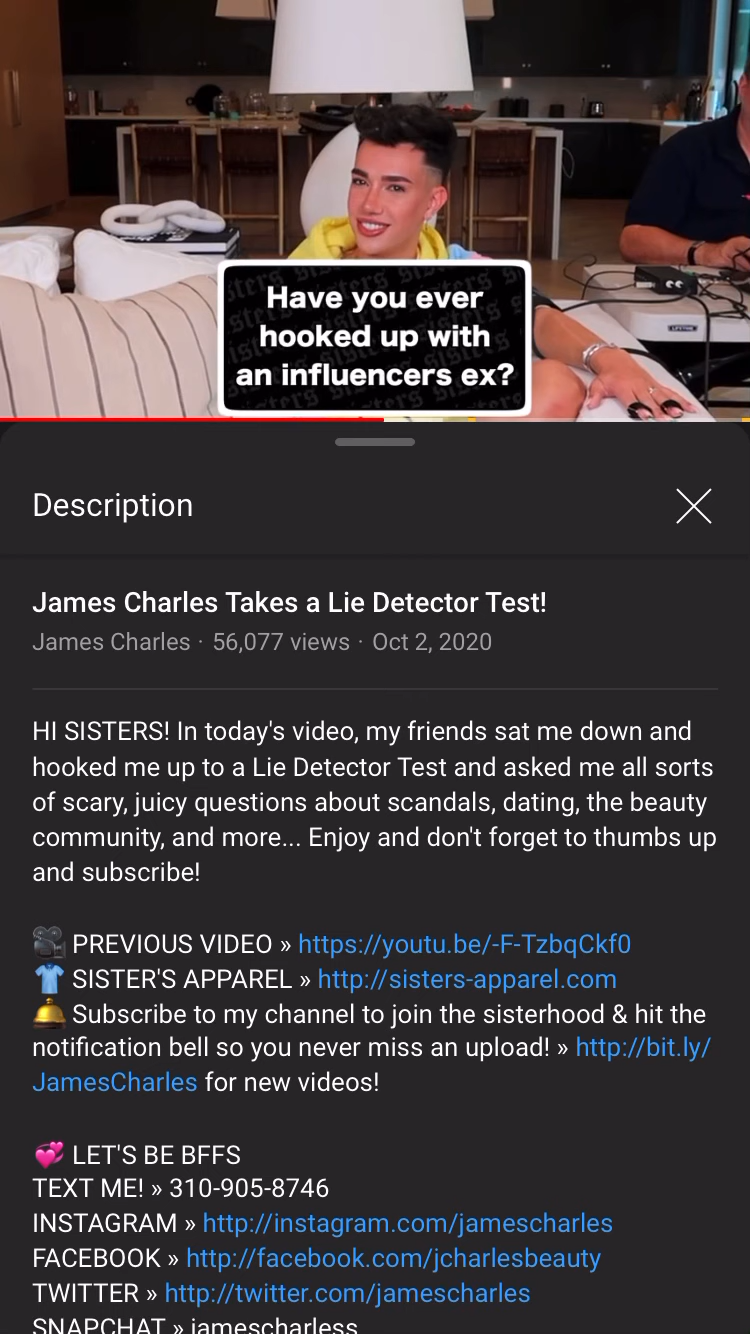 Have you ever
hooked up with
an influencers ex?
Description
James Charles Takes a Lie Detector Test!
James Charles · 56,077 views · Oct 2, 2020
HI SISTERS! In today's video, my friends sat me down and
hooked me up to a Lie Detector Test and asked me all sorts
of scary, juicy questions about scandals, dating, the beauty
community, and more... Enjoy and don't forget to thumbs up
and subscribe!
🎥 PREVIOUS VIDEO » https://youtu.be/-F-TzbqCkf0
👕 SISTER'S APPAREL » http://sisters-apparel.com
🛎 Subscribe to my channel to join the sisterhood & hit the
notification bell so you never miss an upload! » http://bit.ly/
JamesCharles for new videos!
💞 LET'S BE BFFS
TEXT ME! » 310-905-8746
INSTAGRAM » http://instagram.com/jamescharles
FACEBOOK » http://facebook.com/jcharlesbeauty
TWITTER » http://twitter.com/jamescharles
SNAPCHAT » jamescharless